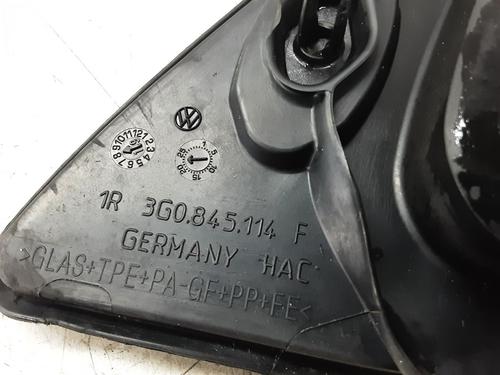 1R 3G0.845.114 F
GERMANY HAC
>GLAS+TPE+PA-GF+PP+FE<